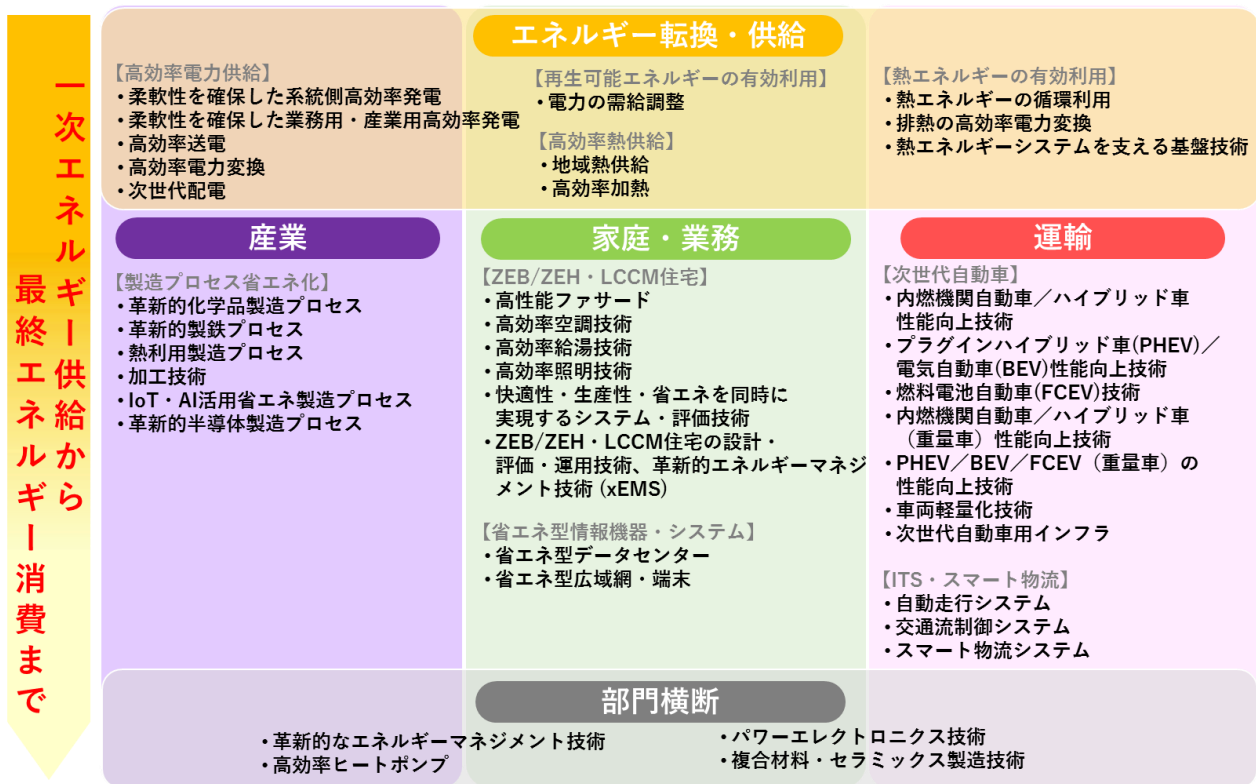 一次エネルギー供給から
最終エネルギー消費まで
エネルギー転換・供給
【高効率電力供給】
・柔軟性を確保した系統側高効率発電
・柔軟性を確保した業務用・産業用高効率発電
・高効率送電
・高効率電力変換
・次世代配電
【再生可能エネルギーの有効利用】
・電力の需給調整
【高効率熱供給】
・地域熱供給
・高効率加熱
【熱エネルギーの有効利用】
・熱エネルギーの循環利用
・排熱の高効率電力変換
・熱エネルギーシステムを支える基盤技術
産業
【製造プロセス省エネ化】
・革新的化学品製造プロセス
・革新的製鉄プロセス
・熱利用製造プロセス
・加工技術
・IoT・AI活用省エネ製造プロセス
・革新的半導体製造プロセス
家庭・業務
【ZEB/ZEH・LCCM住宅】
・高性能ファサード
・高効率空調技術
・高効率給湯技術
・高効率照明技術
・快適性・生産性・省エネを同時に
実現するシステム・評価技術
・ZEB/ZEH・LCCM住宅の設計・
評価・運用技術、革新的エネルギーマネジ
メント技術 (xEMS)
【省エネ型情報機器・システム】
・省エネ型データセンター
・省エネ型広域網・端末
運輸
【次世代自動車】
・内燃機関自動車／ハイブリッド車
性能向上技術
・プラグインハイブリッド車(PHEV)／
電気自動車(BEV)性能向上技術
・燃料電池自動車(FCEV)技術
・内燃機関自動車／ハイブリッド車
（重量車）性能向上技術
・PHEV／BEV／FCEV（重量車）の
性能向上技術
・車両軽量化技術
・次世代自動車用インフラ
【ITS・スマート物流】
・自動走行システム
・交通流制御システム
・スマート物流システム
部門横断
・革新的なエネルギーマネジメント技術
・高効率ヒートポンプ
・パワーエレクトロニクス技術
・複合材料・セラミックス製造技術